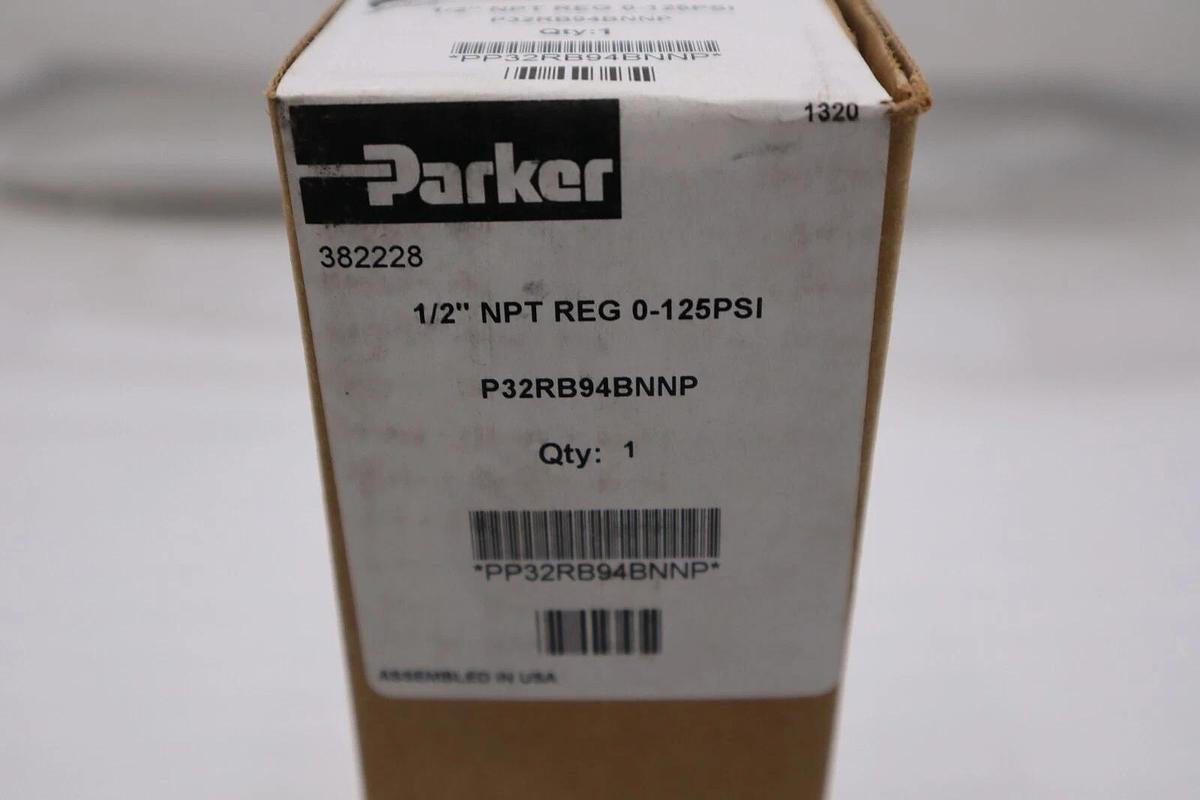 1/2" NPT REG 0-125PSI
P32RB94BNNP
Qty:1
*PP32RB94BNNP*
1320
Parker
382228
1/2" NPT REG 0-125PSI
P32RB94BNNP
Qty: 1
*PP32RB94BNNP*
ASSEMBLED IN USA